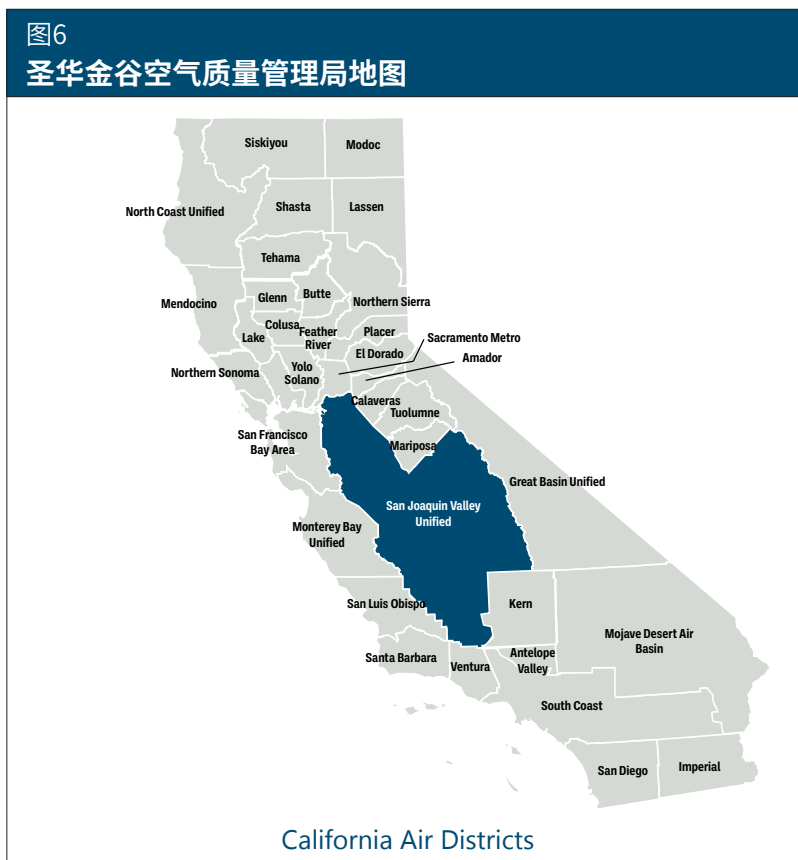 图6
圣华金谷空气质量管理局地图
Siskiyou
Modoc
North Coast Unified
Shasta
Lassen
Tehama
Mendocino
Glenn
Butte
Northern Sierra
Colusa
Feather
River
Lake
Placer
Sacramento Metro
El Dorado
Amador
Northern Sonoma
Yolo
Solano
Calaveras
Tuolumne
San Francisco
Bay Area
Mariposa
Great Basin Unified
San Joaquin Valley
Unified
Monterey Bay
Unified
San Luis Obispo
Kern
Mojave Desert Air
Basin
Santa Barbara
Ventura
Antelope
Valley
South Coast
San Diego
Imperial
California Air Districts